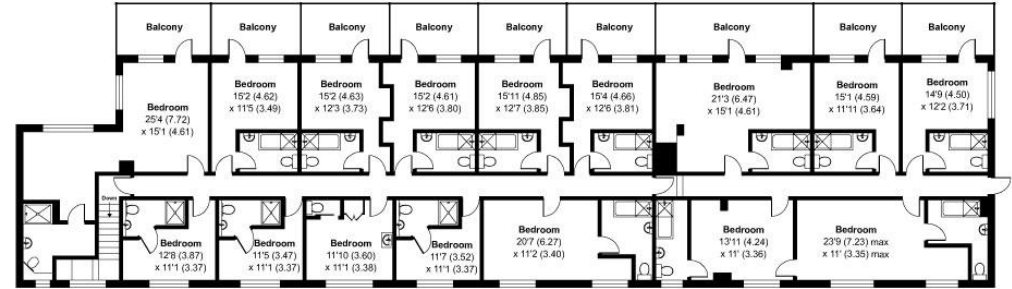 Balcony
Balcony
Balcony
Balcony
Balcony
Balcony
Balcony
Balcony
Balcony
Bedroom
25'4 (7.72)
x 15'1 (4.61)
Bedroom
15'2 (4.62)
x 11'5 (3.49)
Bedroom
15'2 (4.63)
x 12'3 (3.73)
Bedroom
15'2 (4.61)
x 12'6 (3.80)
Bedroom
15'11 (4.85)
x 12'7 (3.85)
Bedroom
15'4 (4.66)
x 12'6 (3.81)
Bedroom
21'3 (6.47)
x 15'1 (4.61)
Bedroom
15'1 (4.59)
x 11'11 (3.64)
Bedroom
14'9 (4.50)
x 12'2 (3.71)
Down
Bedroom
12'8 (3.87)
x 11'1 (3.37)
Bedroom
11'5 (3.47)
x 11'1 (3.37)
Bedroom
11'10 (3.60)
x 11'1 (3.38)
Bedroom
11'7 (3.52)
x 11'1 (3.37)
Bedroom
20'7 (6.27)
x 11'2 (3.40)
Bedroom
13'11 (4.24)
x 11' (3.36)
Bedroom
23'9 (7.23) max
x 11' (3.35) max